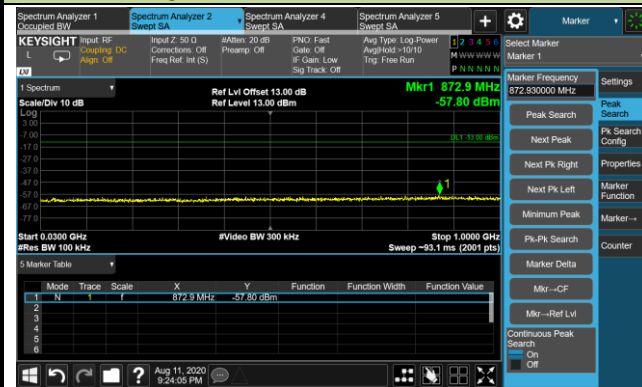 Spectrum Analyzer 1
Occupied BW
Spectrum Analyzer 2
Swept SA
Spectrum Analyzer 4
Swept SA
Spectrum Analyzer 5
Swept SA
+
Marker
KEYSIGHT
L
LXI
Input: RF
Coupling: DC
Align: Off
Input Z: 50 Ω
Corrections: Off
Freq Ref: Int (S)
#Atten: 20 dB
Preamp: Off
PNO: Fast
Gate: Off
IF Gain: Low
Sig Track: Off
Avg Type: Log-Power
Avg|Hold:>10/10
Trig: Free Run
1 2 3 4 5 6
M W W W W W
P N N N N N
Select Marker
Marker 1
Marker Frequency
872.930000 MHz
Peak Search
Next Peak
Next Pk Right
Next Pk Left
Minimum Peak
Pk-Pk Search
Marker Delta
Mkr→CF
Mkr→Ref Lvl
Continuous Peak
Search
On
Off
Settings
Peak
Search
Pk Search
Config
Properties
Marker
Function
Marker→
Counter
1 Spectrum
Scale/Div 10 dB
Log
Ref Lvl Offset 13.00 dB
Ref Level 13.00 dBm
Mkr1 872.9 MHz
-57.80 dBm
3.00
-7.00
-17.0
-27.0
-37.0
-47.0
-57.0
-67.0
-77.0
DL1 -13.00 dBm
1
Start 0.0300 GHz
#Res BW 100 kHz
#Video BW 300 kHz
Stop 1.0000 GHz
Sweep ~93.1 ms (2001 pts)
5 Marker Table
Mode Trace Scale X Y Function Function Width Function Value
1 N 1 f 872.9 MHz -57.80 dBm
2
3
4
5
6
?
Aug 11, 2020
9:24:05 PM